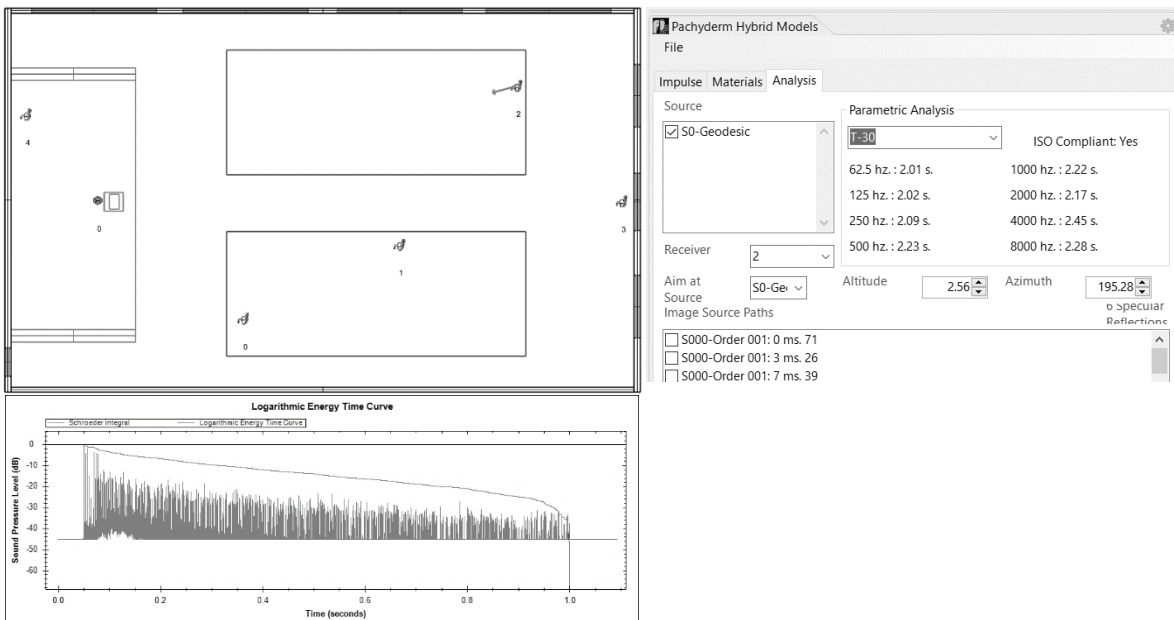 4
0
2
3
1
0
Pachyderm Hybrid Models
File
Impulse Materials Analysis
Source
S0-Geodesic
Parametric Analysis
T-30
ISO Compliant: Yes
62.5 hz. : 2.01 s. 1000 hz. : 2.22 s.
125 hz. : 2.02 s. 2000 hz. : 2.17 s.
250 hz. : 2.09 s. 4000 hz. : 2.45 s.
500 hz. : 2.23 s. 8000 hz. : 2.28 s.
Receiver 2
Aim at Source S0-Ge Altitude 2.56 Azimuth 195.28
6 Specular Reflections
Image Source Paths
S000-Order 001: 0 ms. 71
S000-Order 001: 3 ms. 26
S000-Order 001: 7 ms. 39
Logarithmic Energy Time Curve
Schroeder Integral Logarithmic Energy Time Curve
Sound Pressure Level (dB)
0
-10
-20
-30
-40
-50
-60
0.0 0.2 0.4 0.6 0.8 1.0
Time (seconds)